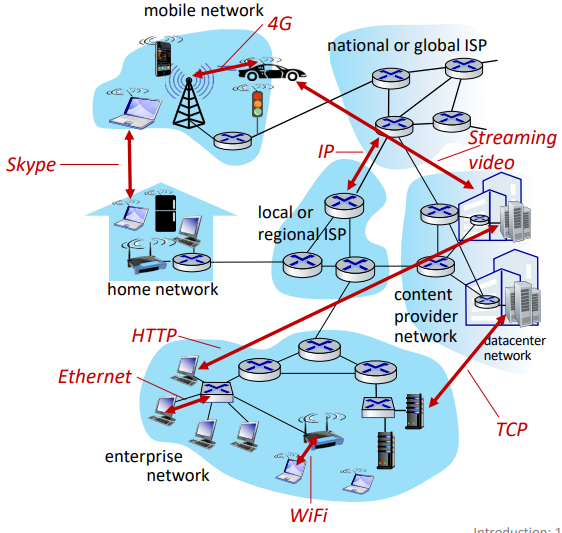 mobile network
4G
national or global ISP
Skype
IP
Streaming
video
local or
regional ISP
home network
content
provider
network
datacenter
network
HTTP
Ethernet
enterprise
network
TCP
WiFi
Introduction: 1